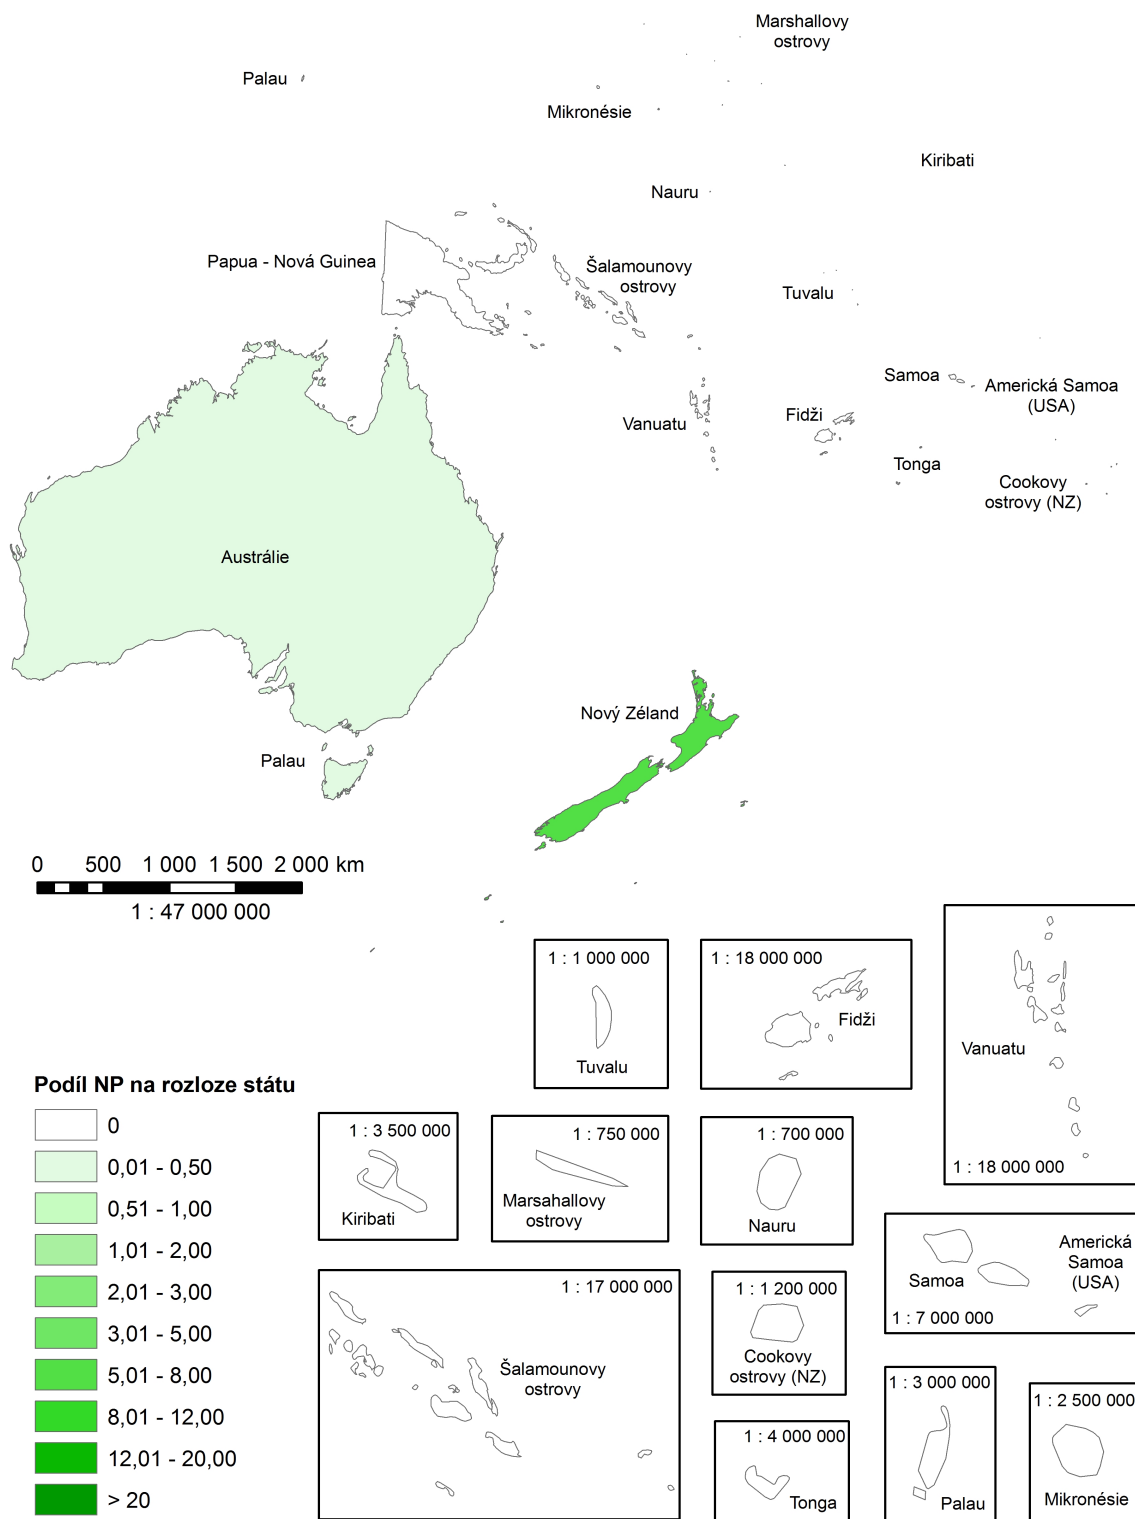 Marshallovy
ostrovy
Palau
Mikronésie
Kiribati
Nauru
Papua - Nová Guinea
Šalamounovy
ostrovy
Tuvalu
Samoa
Americká Samoa
(USA)
Vanuatu
Fidži
Tonga
Cookovy
ostrovy (NZ)
Austrálie
Nový Zéland
Palau
0 500 1 000 1 500 2 000 km
1 : 47 000 000
1 : 1 000 000
Tuvalu
1 : 18 000 000
Fidži
Vanuatu
1 : 18 000 000
Podíl NP na rozloze státu
0
0,01 - 0,50
0,51 - 1,00
1,01 - 2,00
2,01 - 3,00
3,01 - 5,00
5,01 - 8,00
8,01 - 12,00
12,01 - 20,00
> 20
1 : 3 500 000
Kiribati
1 : 750 000
Marsahallovy
ostrovy
1 : 700 000
Nauru
Americká
Samoa
(USA)
Samoa
1 : 7 000 000
1 : 17 000 000
Šalamounovy
ostrovy
1 : 1 200 000
Cookovy
ostrovy (NZ)
1 : 4 000 000
Tonga
1 : 3 000 000
Palau
1 : 2 500 000
Mikronésie